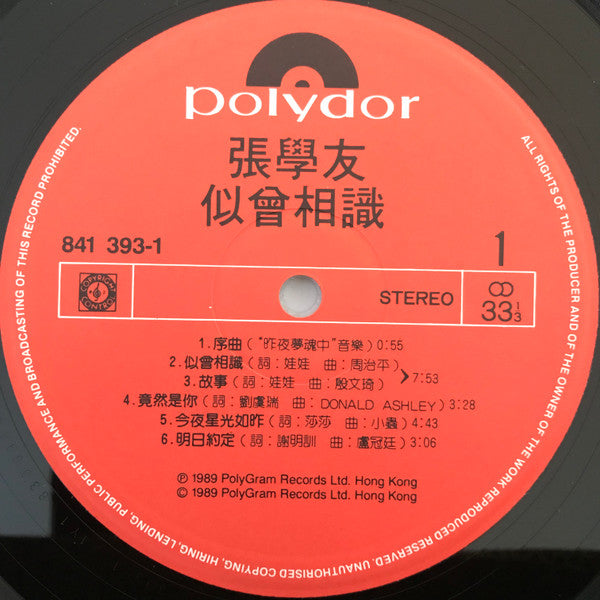 polydor
張學友
似曾相識
841 393-1
1
COPYRIGHT CONTROL
STEREO
33 1/3
1.序曲("昨夜夢魂中"音樂)0:55
2.似曾相識(詞:娃娃 曲:周治平)
3.故事(詞:娃娃 曲:殷文琦)
7:53
4.竟然是你(詞:劉虞瑞 曲:DONALD ASHLEY)3:28
5.今夜星光如昨(詞:莎莎 曲:小蟲)4:43
6.明日約定(詞:謝明訓 曲:盧冠廷)3:06
Ⓟ 1989 PolyGram Records Ltd. Hong Kong
© 1989 PolyGram Records Ltd. Hong Kong
ALL RIGHTS OF THE PRODUCER AND OF THE OWNER OF THE WORK REPRODUCED RESERVED. UNAUTHORISED COPYING, HIRING, LENDING, PUBLIC PERFORMANCE AND BROADCASTING OF THIS RECORD PROHIBITED.